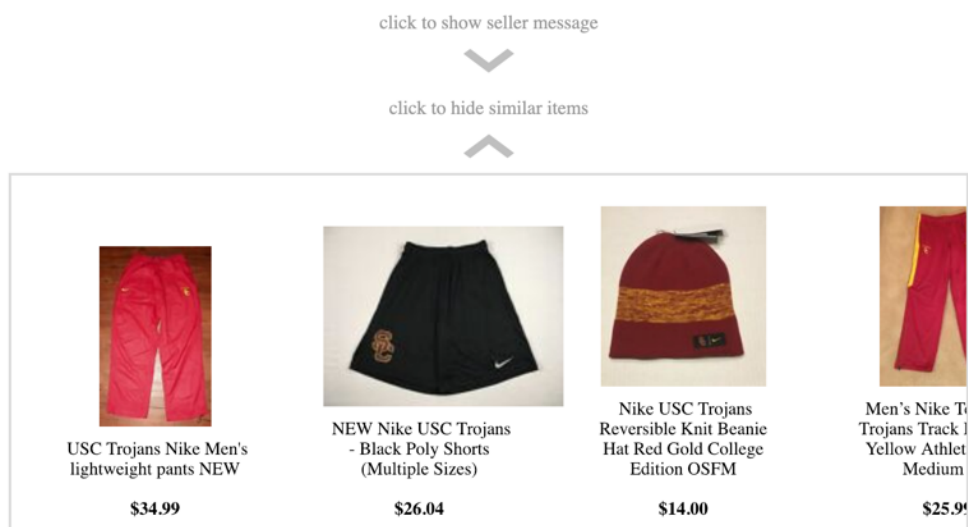 click to show seller message
click to hide similar items
USC Trojans Nike Men's
lightweight pants NEW
$34.99
NEW Nike USC Trojans
- Black Poly Shorts
(Multiple Sizes)
$26.04
Nike USC Trojans
Reversible Knit Beanie
Hat Red Gold College
Edition OSFM
$14.00
Men’s Nike
Trojans Track
Yellow
Medium